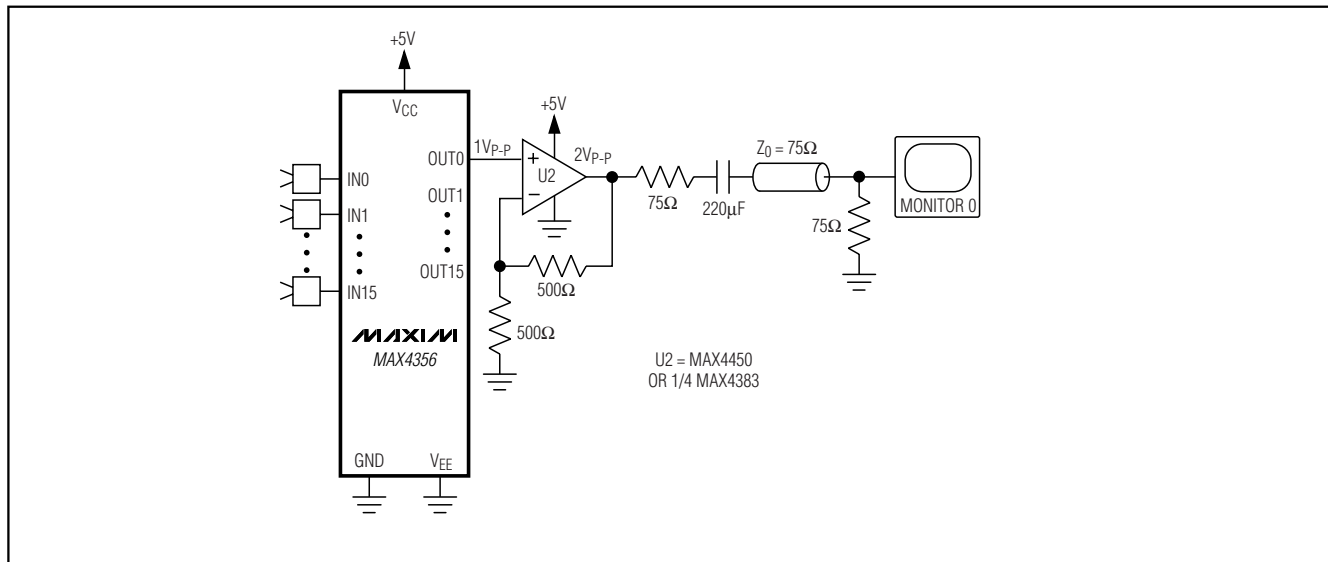 +5V
VCC
+5V
1VP-P
2VP-P
Z0 = 75Ω
OUT0
+
U2
−
IN0
OUT1
75Ω
220µF
MONITOR 0
IN1
75Ω
OUT15
IN15
500Ω
500Ω
MAXIM
MAX4356
U2 = MAX4450
OR 1/4 MAX4383
GND
VEE